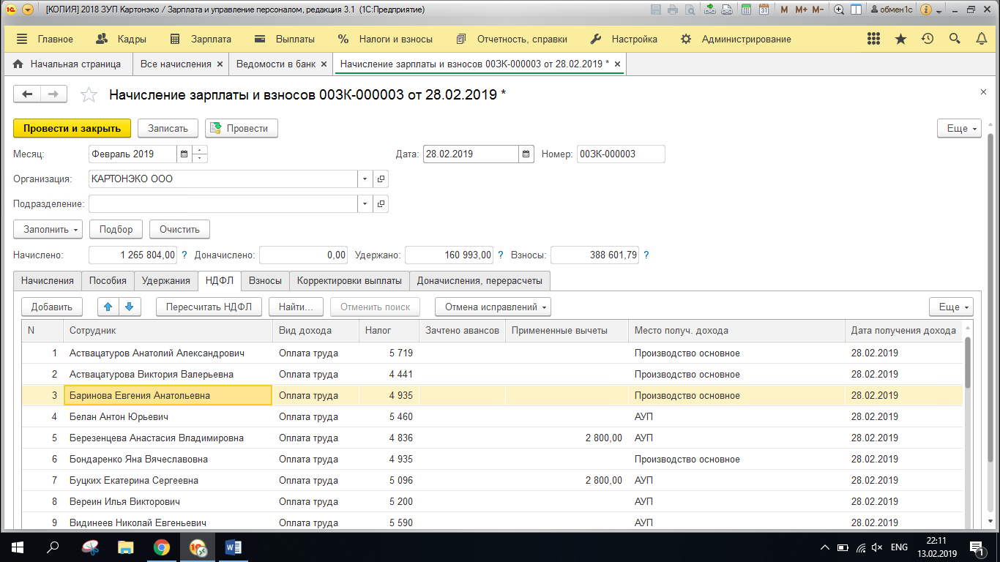 [КОПИЯ] 2018 ЗУП Картонэко / Зарплата и управление персоналом, редакция 3.1 (1С:Предприятие)
M M+ M- обмен1с
Главное Кадры Зарплата Выплаты Налоги и взносы Отчетность, справки Настройка Администрирование
Начальная страница Все начисления × Ведомости в банк × Начисление зарплаты и взносов 00ЗК-000003 от 28.02.2019 * ×
Начисление зарплаты и взносов 00ЗК-000003 от 28.02.2019 *
Провести и закрыть Записать Провести Еще
Месяц: Февраль 2019 Дата: 28.02.2019 Номер: 00ЗК-000003
Организация: КАРТОНЭКО ООО
Подразделение:
Заполнить Подбор Очистить
Начислено: 1 265 804,00 ? Доначислено: 0,00 Удержано: 160 993,00 ? Взносы: 388 601,79 ?
Начисления Пособия Удержания НДФЛ Взносы Корректировки выплаты Доначисления, перерасчеты
Добавить Пересчитать НДФЛ Найти... Отменить поиск Отмена исправлений Еще
N Сотрудник Вид дохода Налог Зачтено авансов Примененные вычеты Место получ. дохода Дата получения дохода
1 Аствацатуров Анатолий Александрович Оплата труда 5 719 Производство основное 28.02.2019
2 Аствацатурова Виктория Валерьевна Оплата труда 4 441 Производство основное 28.02.2019
3 Баринова Евгения Анатольевна Оплата труда 4 935 Производство основное 28.02.2019
4 Белан Антон Юрьевич Оплата труда 5 460 АУП 28.02.2019
5 Березенцева Анастасия Владимировна Оплата труда 4 836 2 800,00 АУП 28.02.2019
6 Бондаренко Яна Вячеславовна Оплата труда 4 935 Производство основное 28.02.2019
7 Буцких Екатерина Сергеевна Оплата труда 5 096 2 800,00 АУП 28.02.2019
8 Вереин Илья Викторович Оплата труда 5 200 АУП 28.02.2019
9 Видинеев Николай Евгеньевич Оплата труда 5 590 АУП 28.02.2019
ENG 22:11
13.02.2019 1